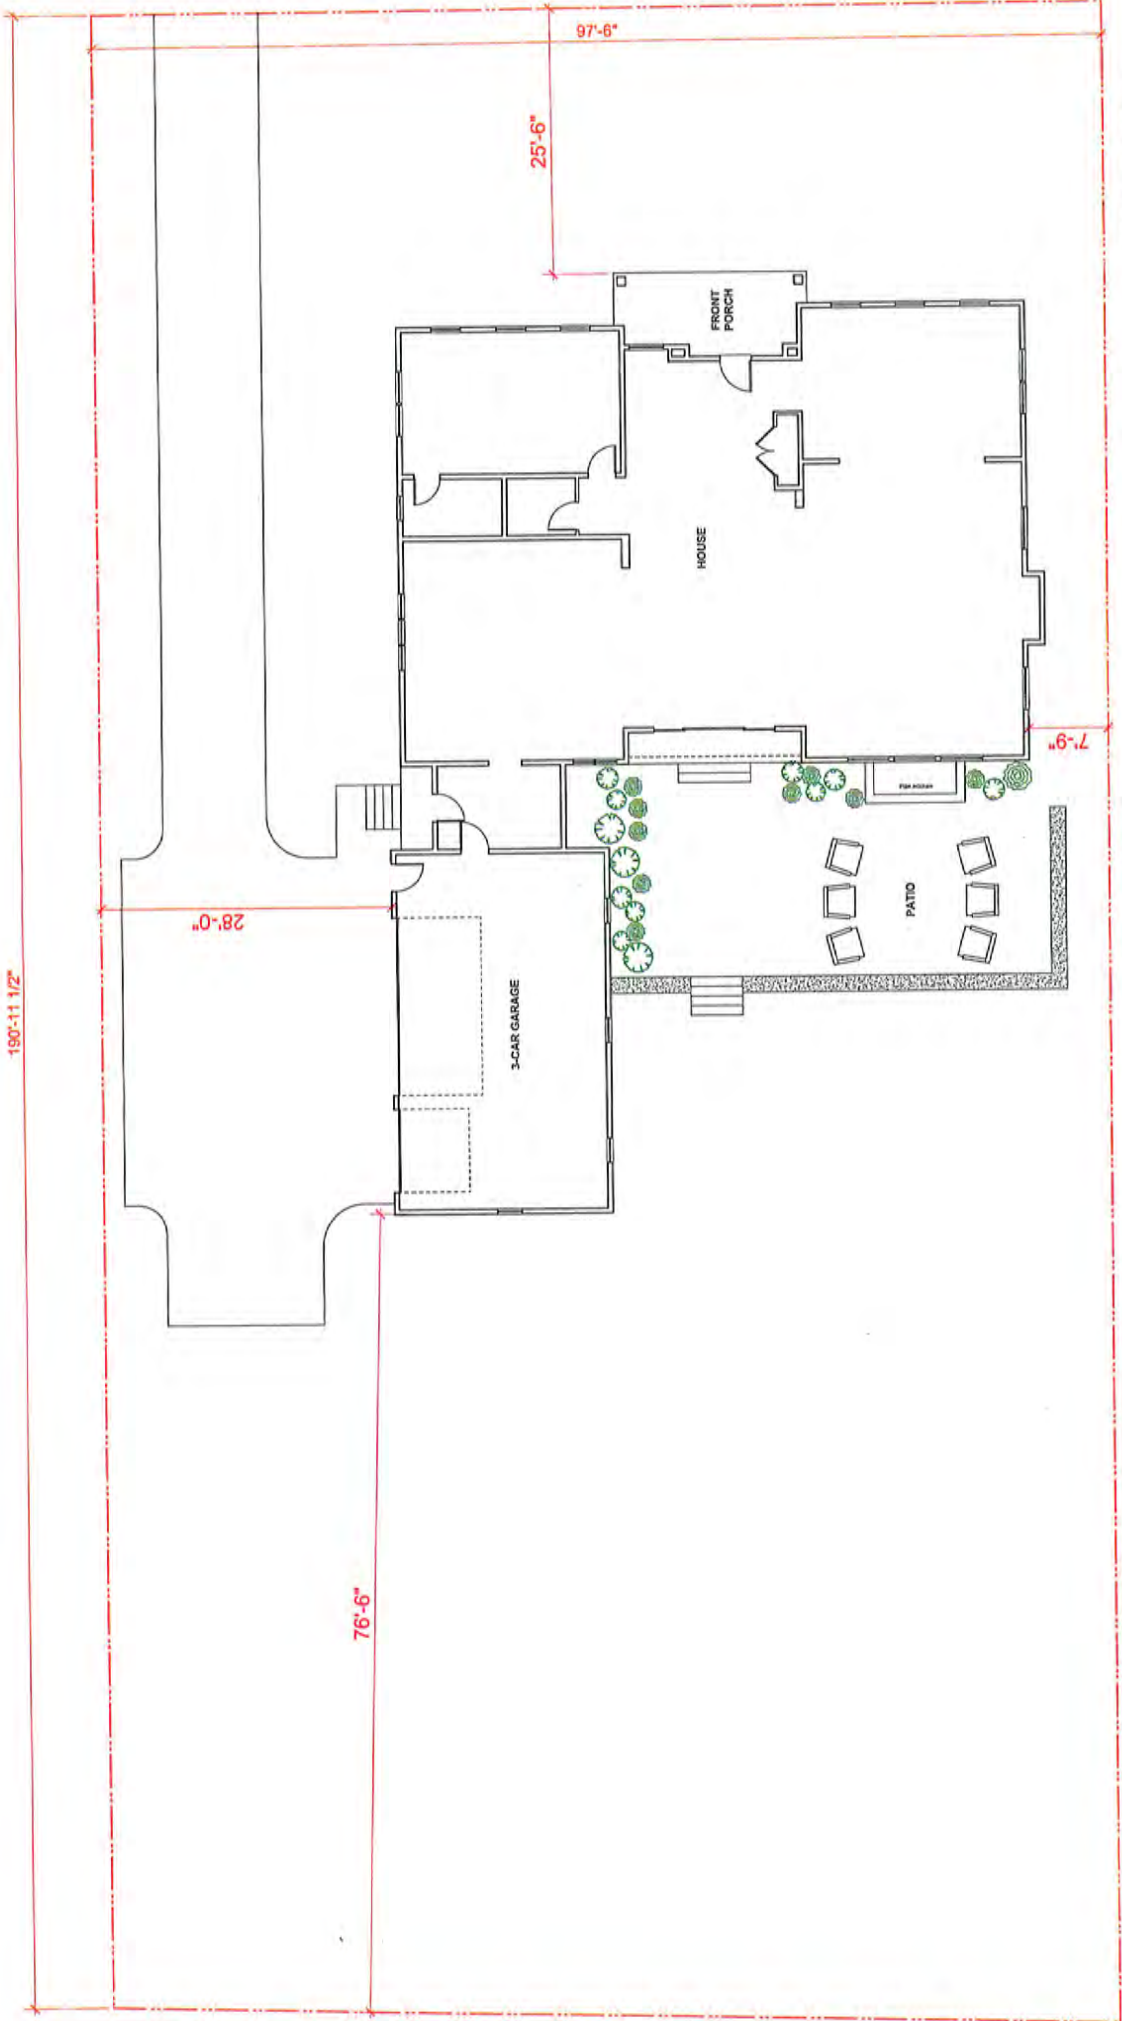 97'-6"
25'-6"
FRONT
PORCH
HOUSE
7'-9"
28'-0"
PATIO
190'-11 1/2"
3-CAR GARAGE
76'-6"